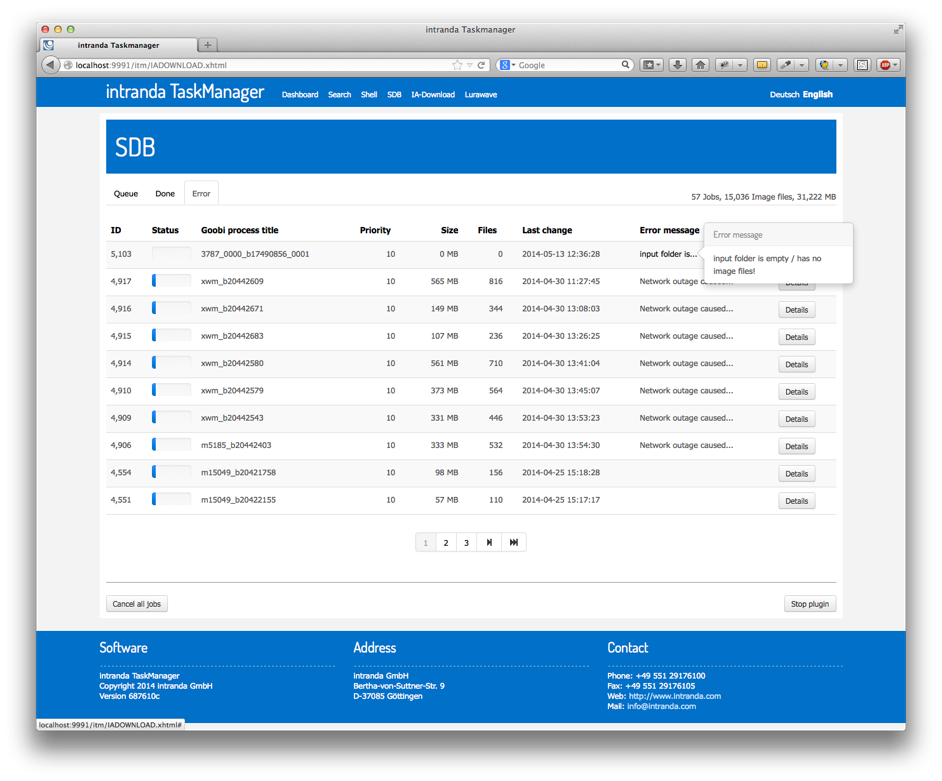 intranda Taskmanager
intranda Taskmanager
localhost:9991/itm/IADOWNLOAD.xhtml
Google
intranda TaskManager Dashboard Search Shell SDB IA-Download Lurawave Deutsch English
SDB
Queue Done Error
57 Jobs, 15,036 Image files, 31,222 MB
ID Status Goobi process title Priority Size Files Last change Error message
5,103 3787_0000_b17490856_0001 10 0 MB 0 2014-05-13 12:36:28 input folder is...
Error message
input folder is empty / has no
image files!
4,917 xwm_b20442609 10 565 MB 816 2014-04-30 11:27:45 Network outage caused... Details
4,916 xwm_b20442671 10 149 MB 344 2014-04-30 13:08:03 Network outage caused... Details
4,915 xwm_b20442683 10 107 MB 236 2014-04-30 13:26:25 Network outage caused... Details
4,914 xwm_b20442580 10 561 MB 710 2014-04-30 13:41:04 Network outage caused... Details
4,910 xwm_b20442579 10 373 MB 564 2014-04-30 13:45:07 Network outage caused... Details
4,909 xwm_b20442543 10 331 MB 446 2014-04-30 13:53:23 Network outage caused... Details
4,906 m5185_b20442403 10 333 MB 532 2014-04-30 13:54:30 Network outage caused... Details
4,554 m15049_b20421758 10 98 MB 156 2014-04-25 15:18:28 Details
4,551 m15049_b20422155 10 57 MB 110 2014-04-25 15:17:17 Details
1 2 3
Cancel all jobs Stop plugin
Software Address Contact
intranda TaskManager intranda GmbH Phone: +49 551 29176100
Copyright 2014 intranda GmbH Bertha-von-Suttner-Str. 9 Fax: +49 551 29176105
Version 687610c D-37085 Göttingen Web: http://www.intranda.com
Mail: info@intranda.com
localhost:9991/itm/IADOWNLOAD.xhtml#